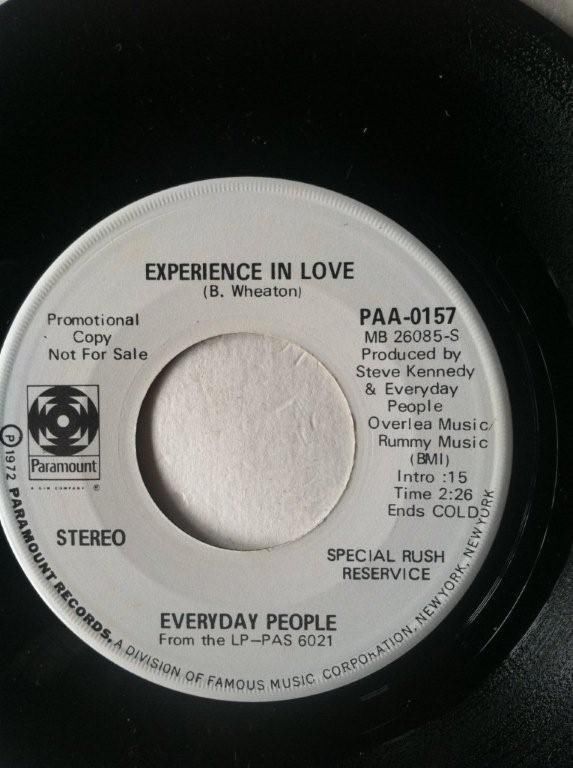 EXPERIENCE IN LOVE
(B. Wheaton)
Promotional
Copy
Not For Sale
PAA-0157
MB 26085-S
Produced by
Steve Kennedy
& Everyday
People
Overlea Music/
Rummy Music
(BMI)
Intro :15
Time 2:26
Ends COLD
Paramount
A G+W COMPANY ®
STEREO
SPECIAL RUSH
RESERVICE
EVERYDAY PEOPLE
From the LP—PAS 6021
Ⓟ 1972 PARAMOUNT RECORDS, A DIVISION OF FAMOUS MUSIC CORPORATION, NEW YORK, NEW YORK